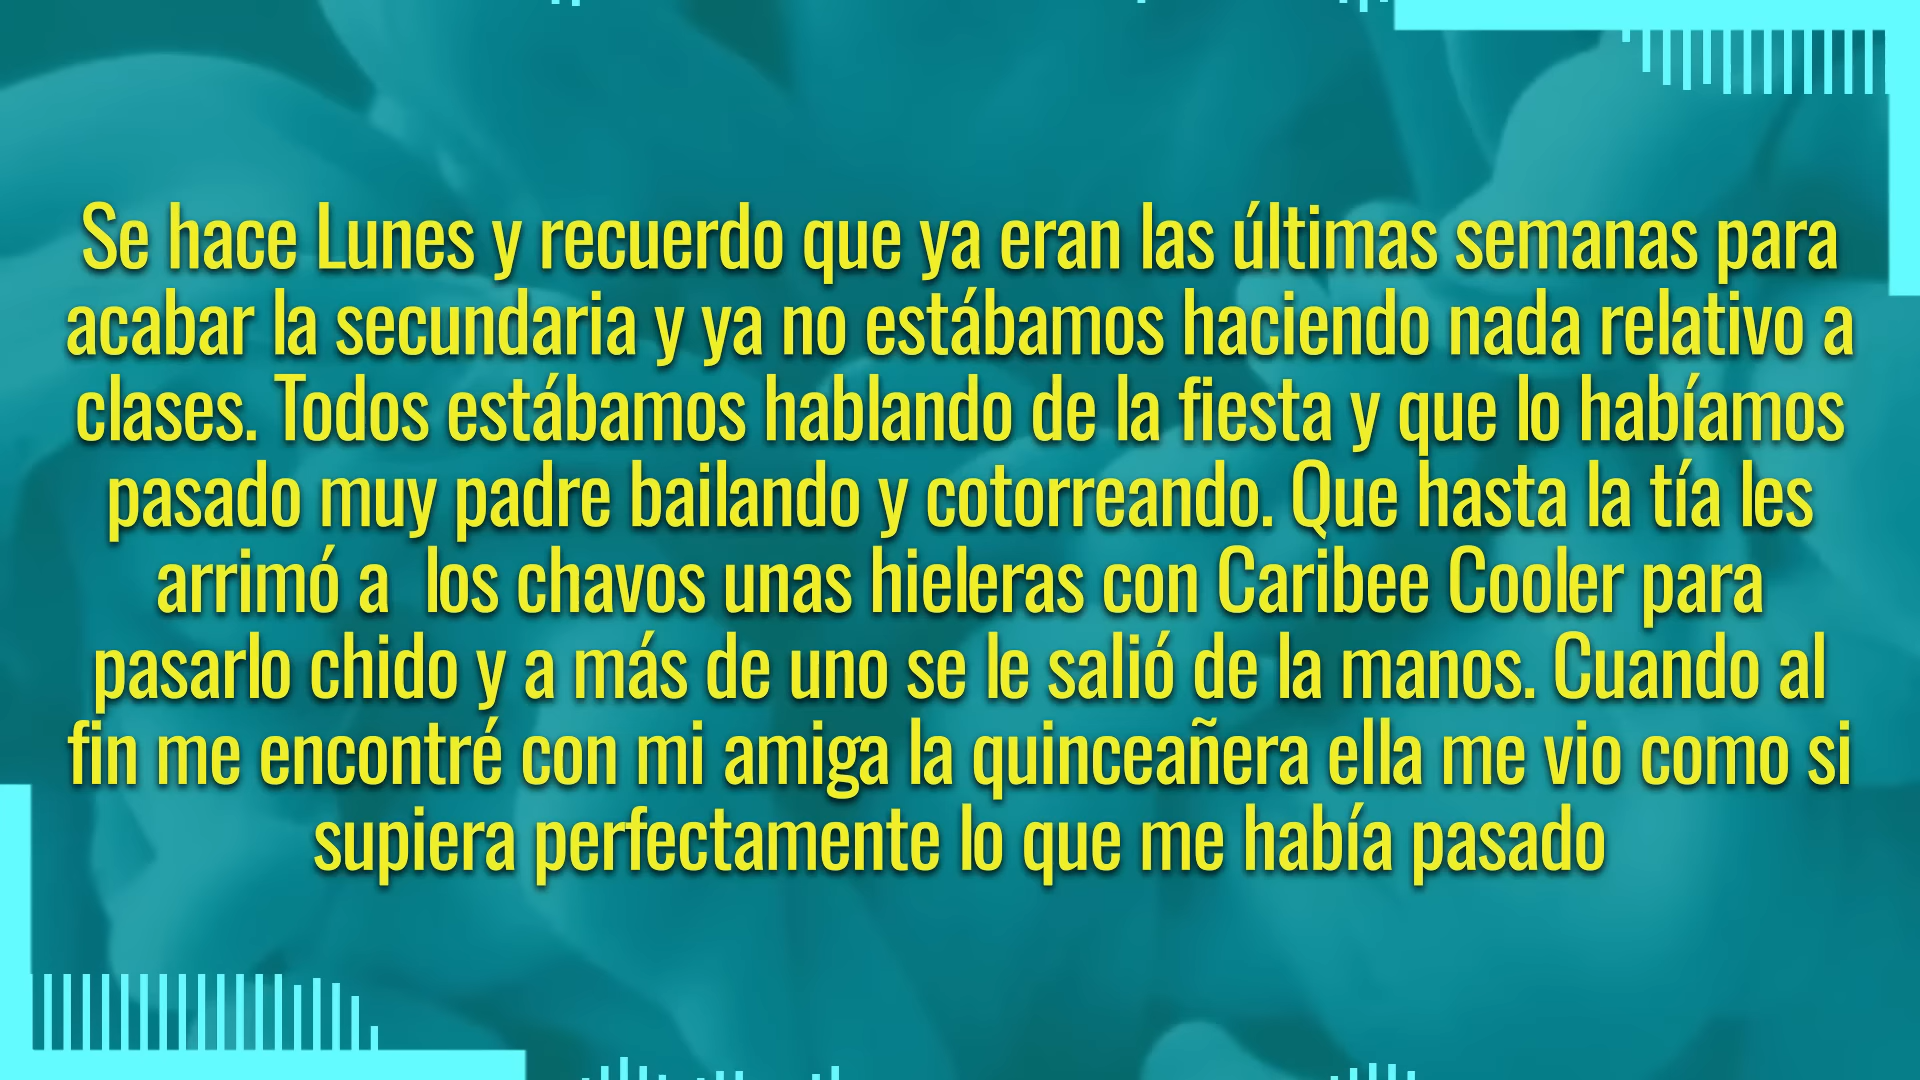 Se hace Lunes y recuerdo que ya eran las últimas semanas para
acabar la secundaria y ya no estábamos haciendo nada relativo a
clases. Todos estábamos hablando de la fiesta y que lo habíamos
pasado muy padre bailando y cotorreando. Que hasta la tía les
arrimó a  los chavos unas hieleras con Caribee Cooler para
pasarlo chido y a más de uno se le salió de la manos. Cuando al
fin me encontré con mi amiga la quinceañera ella me vio como si
supiera perfectamente lo que me había pasado